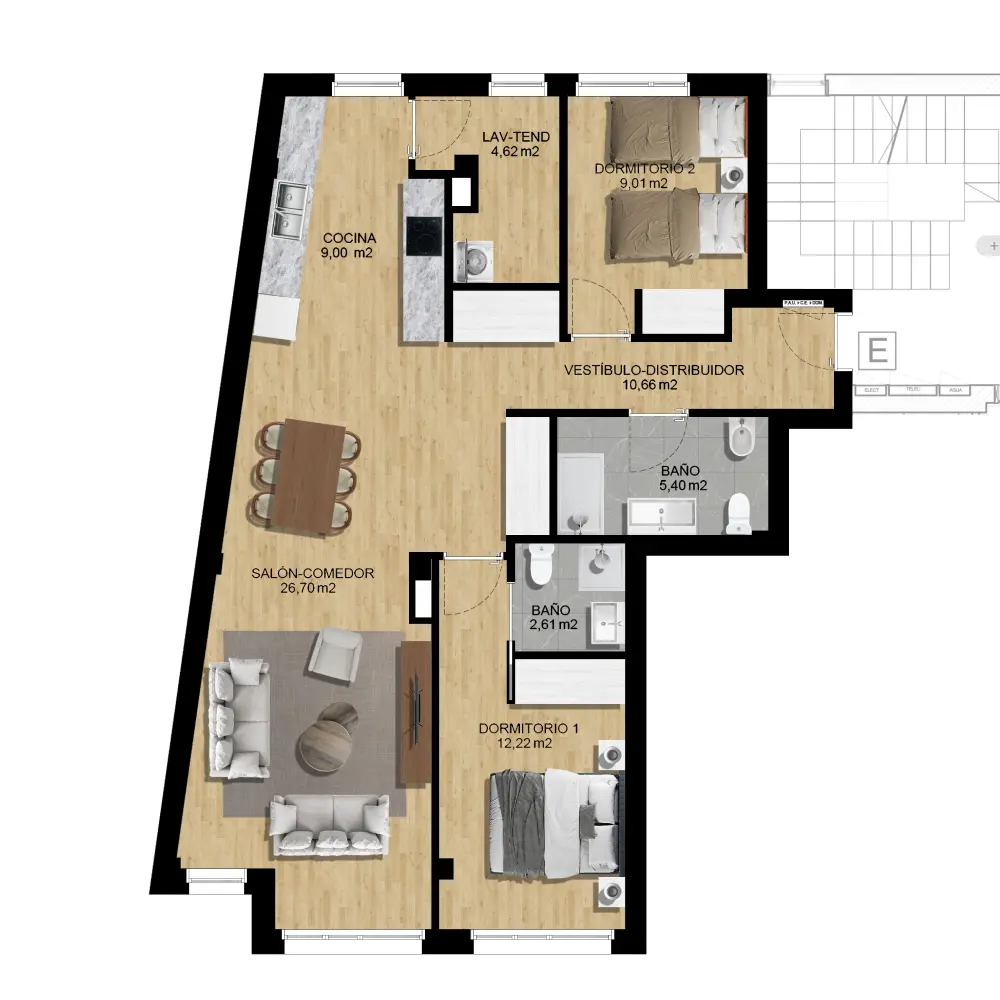 LAV-TEND
4,62 m2
DORMITORIO 2
9,01 m2
COCINA
9,00 m2
P.A.U. + C.E. + DOM.
E
VESTÍBULO-DISTRIBUIDOR
10,66 m2
ELECT
TELEC
AGUA
BAÑO
5,40 m2
SALÓN-COMEDOR
26,70 m2
BAÑO
2,61 m2
DORMITORIO 1
12,22 m2